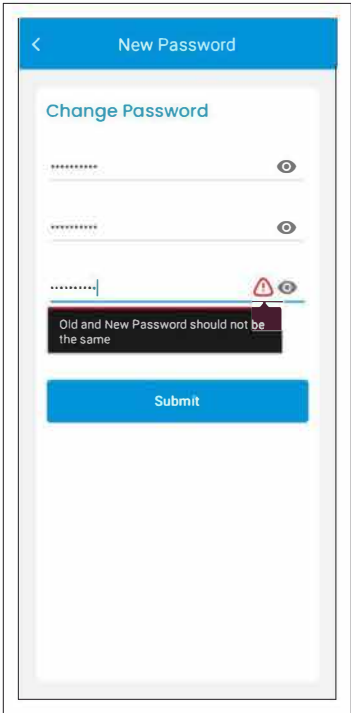 New Password
Change Password
••••••••••
••••••••••
••••••••••
Old and New Password should not be
the same
Submit